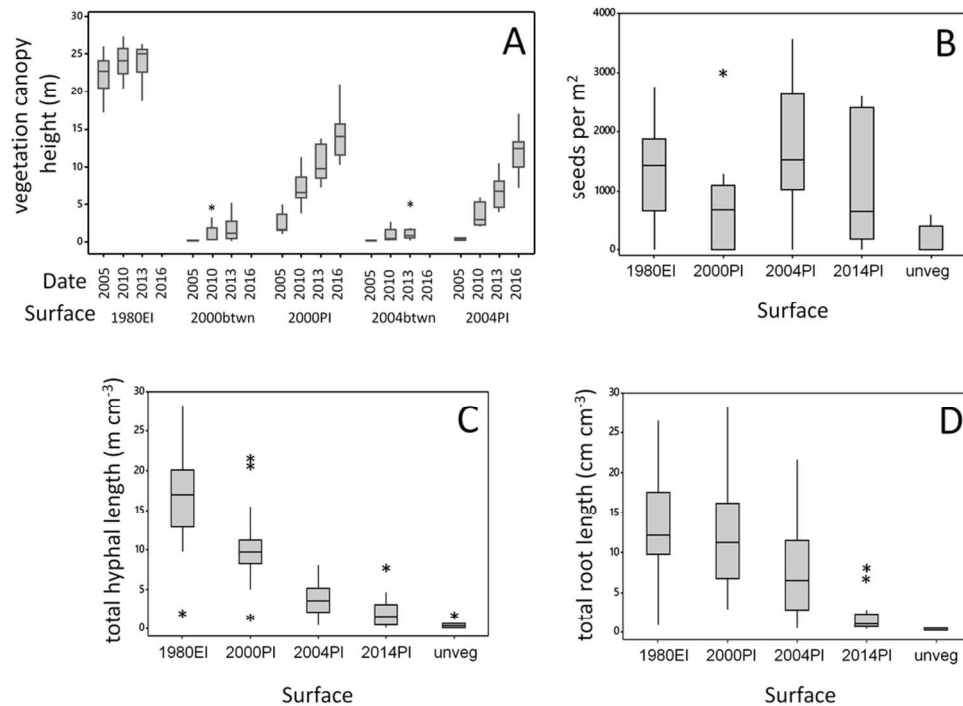 A
vegetation canopy
height (m)
30
25
20
15
10
5
0
Date
2005 2010 2013 2016 2005 2010 2013 2016 2005 2010 2013 2016 2005 2010 2013 2016 2005 2010 2013 2016
Surface 1980EI 2000btwn 2000PI 2004btwn 2004PI
B
seeds per m²
4000
3000
2000
1000
0
1980EI 2000PI 2004PI 2014PI unveg
Surface
C
total hyphal length (m cm⁻³)
30
25
20
15
10
5
0
1980EI 2000PI 2004PI 2014PI unveg
Surface
D
total root length (cm cm⁻³)
30
25
20
15
10
5
0
1980EI 2000PI 2004PI 2014PI unveg
Surface